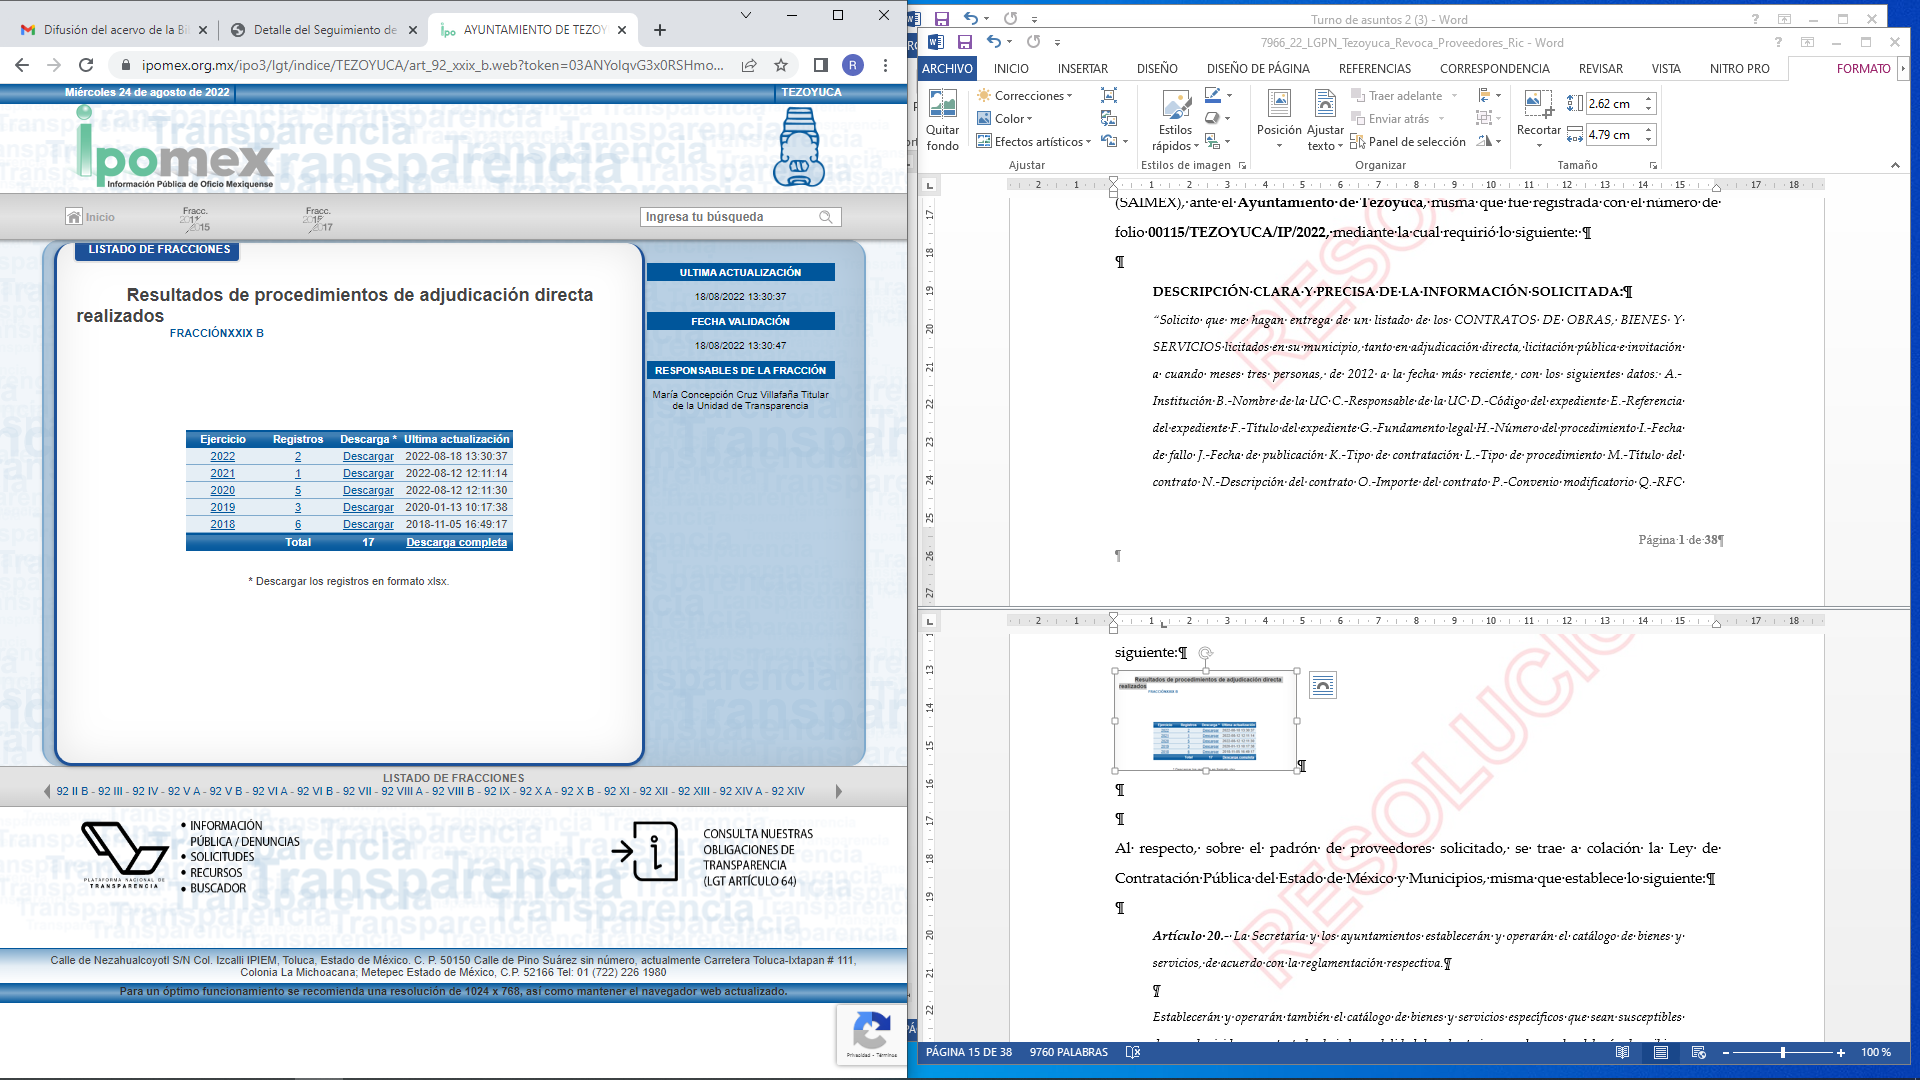 Difusión del acervo de la Bi
Detalle del Seguimiento de
AYUNTAMIENTO DE TEZOY
ipomex.org.mx/ipo3/lgt/indice/TEZOYUCA/art_92_xxix_b.web?token=03ANYolqvG3x0RSHmo...
R
Miércoles 24 de agosto de 2022
TEZOYUCA
ipomex
Información Pública de Oficio Mexiquense
Inicio
Fracc.
2015
Fracc.
2017
Ingresa tu búsqueda
LISTADO DE FRACCIONES
Resultados de procedimientos de adjudicación directa
realizados
FRACCIÓNXXIX B
Ejercicio Registros Descarga * Ultima actualización
2022 2 Descargar 2022-08-18 13:30:37
2021 1 Descargar 2022-08-12 12:11:14
2020 5 Descargar 2022-08-12 12:11:30
2019 3 Descargar 2020-01-13 10:17:38
2018 6 Descargar 2018-11-05 16:49:17
Total 17 Descarga completa
* Descargar los registros en formato xlsx.
ULTIMA ACTUALIZACIÓN
18/08/2022 13:30:37
FECHA VALIDACIÓN
18/08/2022 13:30:47
RESPONSABLES DE LA FRACCIÓN
María Concepción Cruz Villafaña Titular
de la Unidad de Transparencia
LISTADO DE FRACCIONES
92 II B - 92 III - 92 IV - 92 V A - 92 V B - 92 VI A - 92 VI B - 92 VII - 92 VIII A - 92 VIII B - 92 IX - 92 X A - 92 X B - 92 XI - 92 XII - 92 XIII - 92 XIV A - 92 XIV
PLATAFORMA NACIONAL DE
TRANSPARENCIA
• INFORMACIÓN
PÚBLICA / DENUNCIAS
• SOLICITUDES
• RECURSOS
• BUSCADOR
CONSULTA NUESTRAS
OBLIGACIONES DE
TRANSPARENCIA
(LGT ARTÍCULO 64)
Calle de Nezahualcoyotl S/N Col. Izcalli IPIEM, Toluca, Estado de México. C. P. 50150 Calle de Pino Suárez sin número, actualmente Carretera Toluca-Ixtapan # 111,
Colonia La Michoacana; Metepec Estado de México, C.P. 52166 Tel: 01 (722) 226 1980
Para un óptimo funcionamiento se recomienda una resolución de 1024 x 768, así como mantener el navegador web actualizado.
Privacidad - Términos
Turno de asuntos 2 (3) - Word
7966_22_LGPN_Tezoyuca_Revoca_Proveedores_Ric - Word
ARCHIVO INICIO INSERTAR DISEÑO DISEÑO DE PÁGINA REFERENCIAS CORRESPONDENCIA REVISAR VISTA NITRO PRO FORMATO
Quitar fondo
Correcciones
Color
Efectos artísticos
Ajustar
Estilos rápidos
Estilos de imagen
Posición
Ajustar texto
Traer adelante
Enviar atrás
Panel de selección
Organizar
Recortar
2.62 cm
4.79 cm
Tamaño
(SAIMEX), ante el Ayuntamiento de Tezoyuca, misma que fue registrada con el número de
folio 00115/TEZOYUCA/IP/2022, mediante la cual requirió lo siguiente: ¶
¶
DESCRIPCIÓN CLARA Y PRECISA DE LA INFORMACIÓN SOLICITADA:¶
“Solicito que me hagan entrega de un listado de los CONTRATOS DE OBRAS, BIENES Y
SERVICIOS licitados en su municipio, tanto en adjudicación directa, licitación pública e invitación
a cuando meses tres personas, de 2012 a la fecha más reciente, con los siguientes datos: A.-
Institución B.-Nombre de la UC C.-Responsable de la UC D.-Código del expediente E.-Referencia
del expediente F.-Título del expediente G.-Fundamento legal H.-Número del procedimiento I.-Fecha
de fallo J.-Fecha de publicación K.-Tipo de contratación L.-Tipo de procedimiento M.-Título del
contrato N.-Descripción del contrato O.-Importe del contrato P.-Convenio modificatorio Q.-RFC
Página 1 de 38¶
¶
siguiente:¶
Resultados de procedimientos de adjudicación directa
realizados
FRACCIÓNXXIX B
¶
¶
¶
Al respecto, sobre el padrón de proveedores solicitado, se trae a colación la Ley de
Contratación Pública del Estado de México y Municipios, misma que establece lo siguiente:¶
¶
Artículo 20.- La Secretaría y los ayuntamientos establecerán y operarán el catálogo de bienes y
servicios, de acuerdo con la reglamentación respectiva.¶
¶
Establecerán y operarán también el catálogo de bienes y servicios específicos que sean susceptibles
RESOLUCIO
PÁGINA 15 DE 38 9760 PALABRAS 100 %